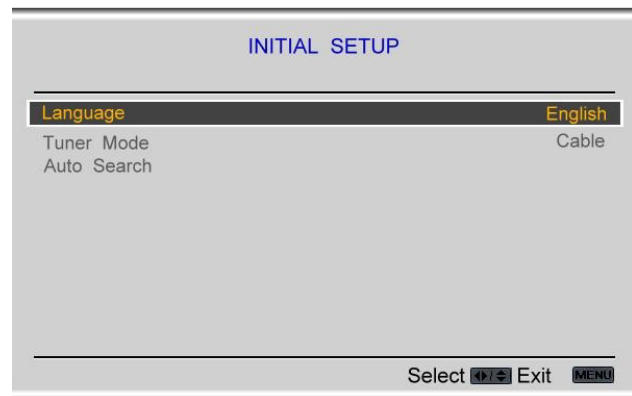 INITIAL SETUP
Language English
Tuner Mode Cable
Auto Search
Select Exit MENU